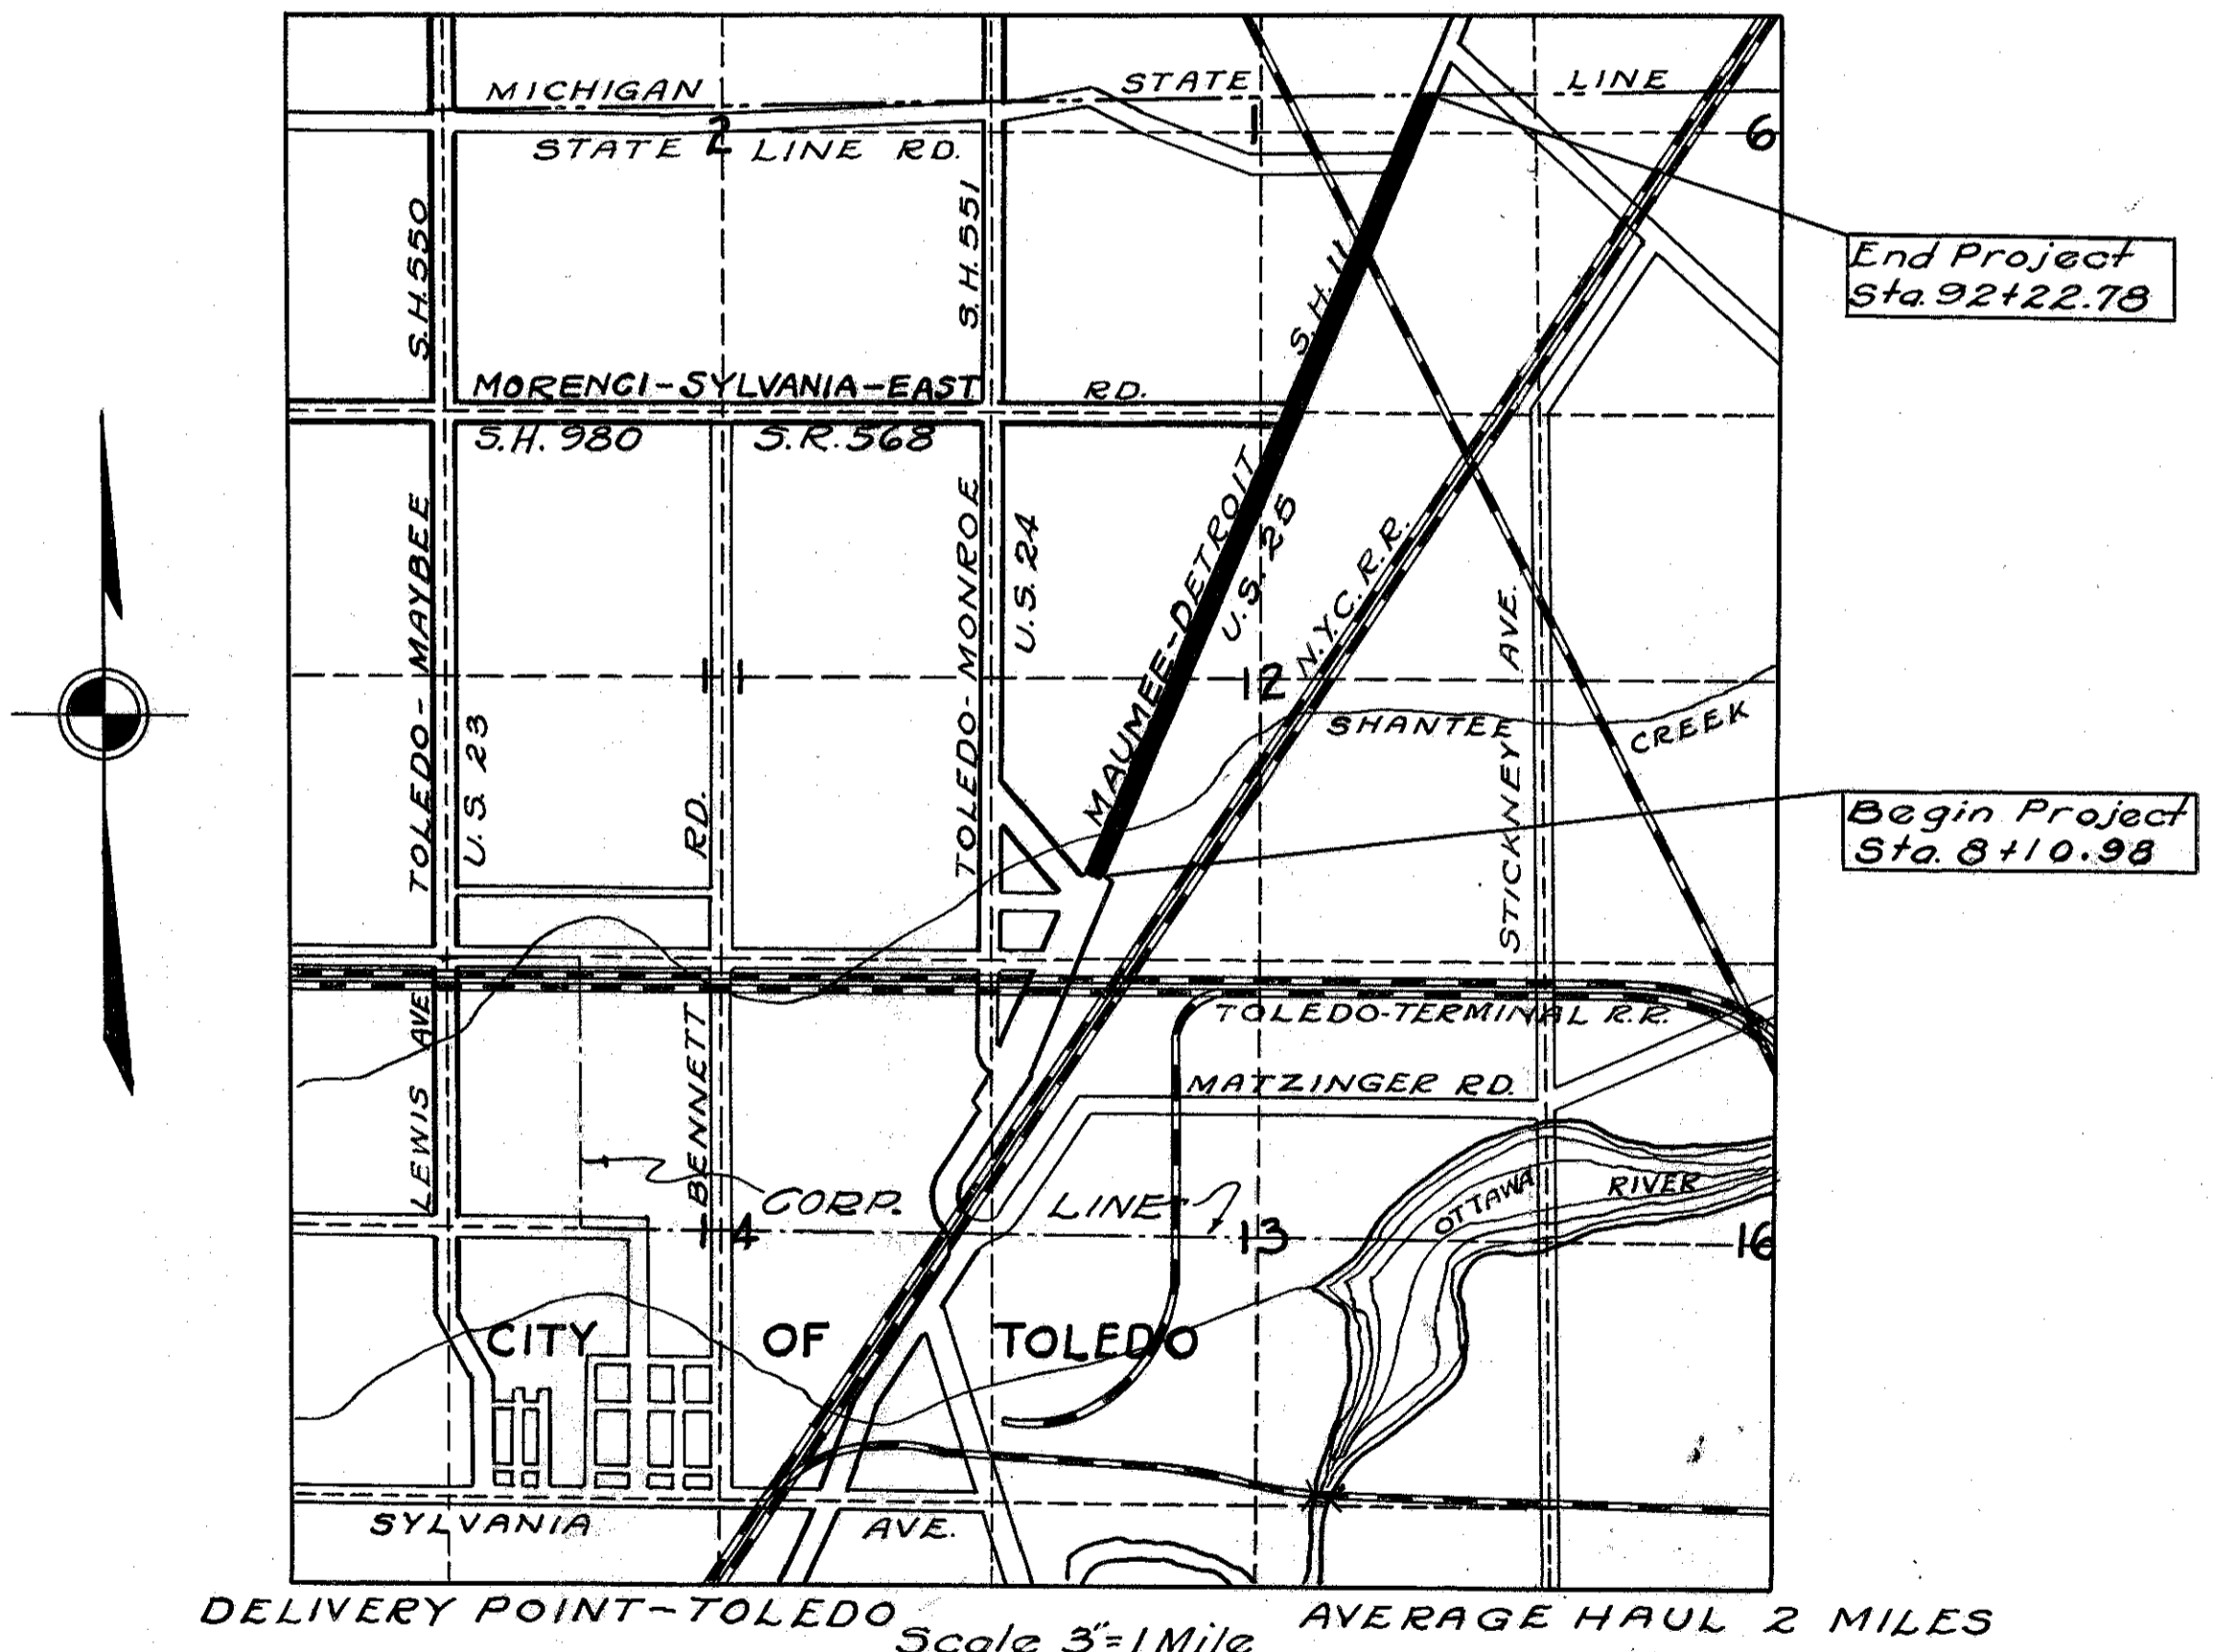 MICHIGAN STATE LINE
STATE LINE RD.
2
1
6
S.H. 550
S.H. 551
S.H. 11
End Project
Sta. 92+22.78
MORENCI-SYLVANIA-EAST RD.
S.H. 980 S.R. 568
TOLEDO-MAYBEE
U.S. 23
TOLEDO-MONROE
U.S. 24
MAUMEE-DETROIT
U.S. 25
N.Y.C. R.R.
STICKNEY AVE.
11
12
SHANTEE CREEK
Begin Project
Sta. 8+10.98
LEWIS AVE
BENNETT RD.
TOLEDO-TERMINAL R.R.
MATZINGER RD.
CORP. LINE
OTTAWA RIVER
14
13
16
CITY OF TOLEDO
SYLVANIA AVE.
DELIVERY POINT-TOLEDO
Scale 3"=1Mile
AVERAGE HAUL 2 MILES